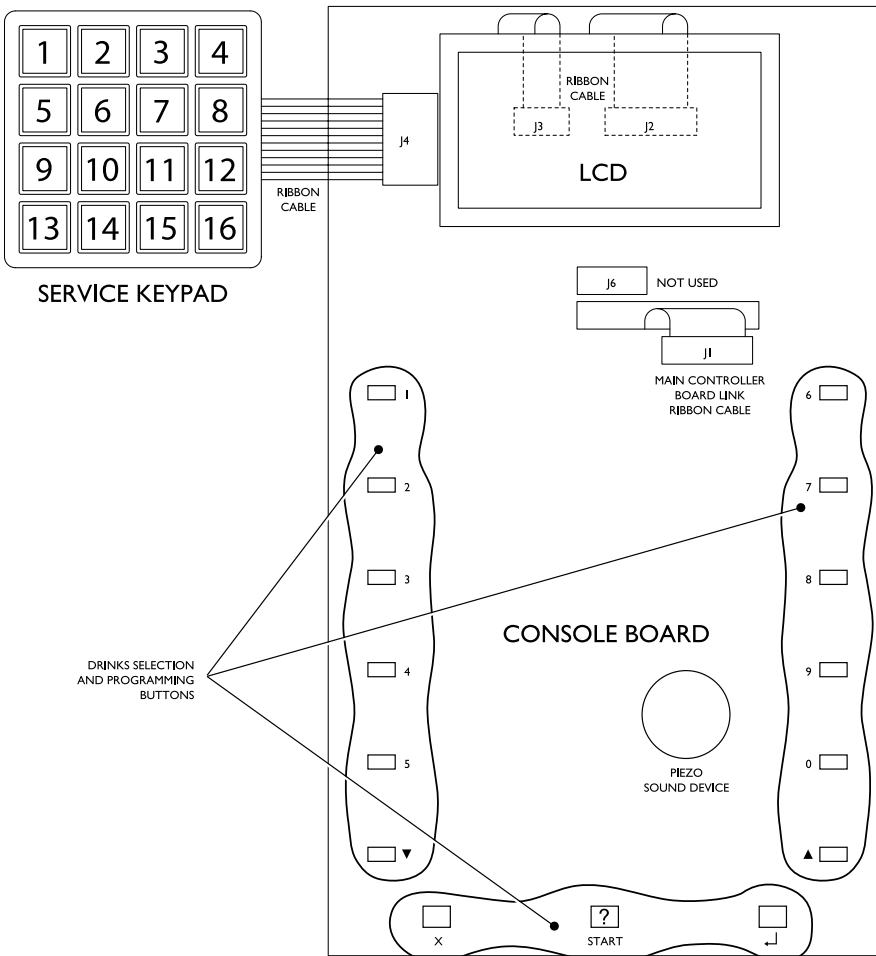 1 2 3 4
5 6 7 8
9 10 11 12
13 14 15 16
SERVICE KEYPAD
RIBBON
CABLE
J4
RIBBON
CABLE
J3
J2
LCD
J6
NOT USED
J1
MAIN CONTROLLER
BOARD LINK
RIBBON CABLE
1
2
3
4
5
▼
6
7
8
9
0
▲
CONSOLE BOARD
DRINKS SELECTION
AND PROGRAMMING
BUTTONS
PIEZO
SOUND DEVICE
X
?
START
↵